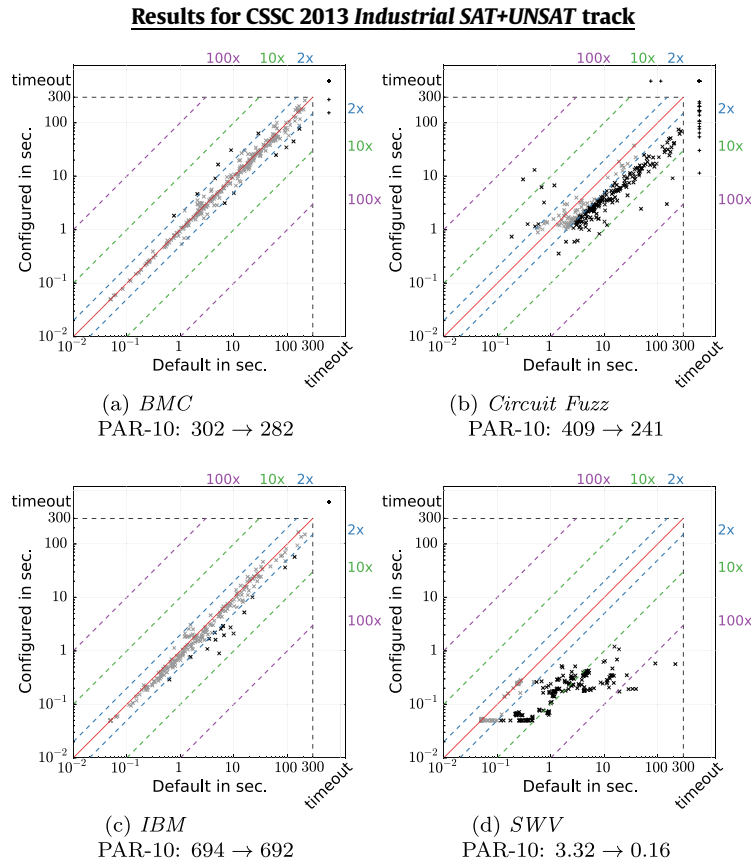 Results for CSSC 2013 Industrial SAT+UNSAT track
100x 10x 2x
timeout
300
100
10
1
10⁻¹
10⁻²
Configured in sec.
10⁻² 10⁻¹ 1 10 100 300
timeout
Default in sec.
2x
10x
100x
(a) BMC
PAR-10: 302 → 282
100x 10x 2x
timeout
300
100
10
1
10⁻¹
10⁻²
Configured in sec.
10⁻² 10⁻¹ 1 10 100 300
timeout
Default in sec.
2x
10x
100x
(b) Circuit Fuzz
PAR-10: 409 → 241
100x 10x 2x
timeout
300
100
10
1
10⁻¹
10⁻²
Configured in sec.
10⁻² 10⁻¹ 1 10 100 300
timeout
Default in sec.
2x
10x
100x
(c) IBM
PAR-10: 694 → 692
100x 10x 2x
timeout
300
100
10
1
10⁻¹
10⁻²
Configured in sec.
10⁻² 10⁻¹ 1 10 100 300
timeout
Default in sec.
2x
10x
100x
(d) SWV
PAR-10: 3.32 → 0.16